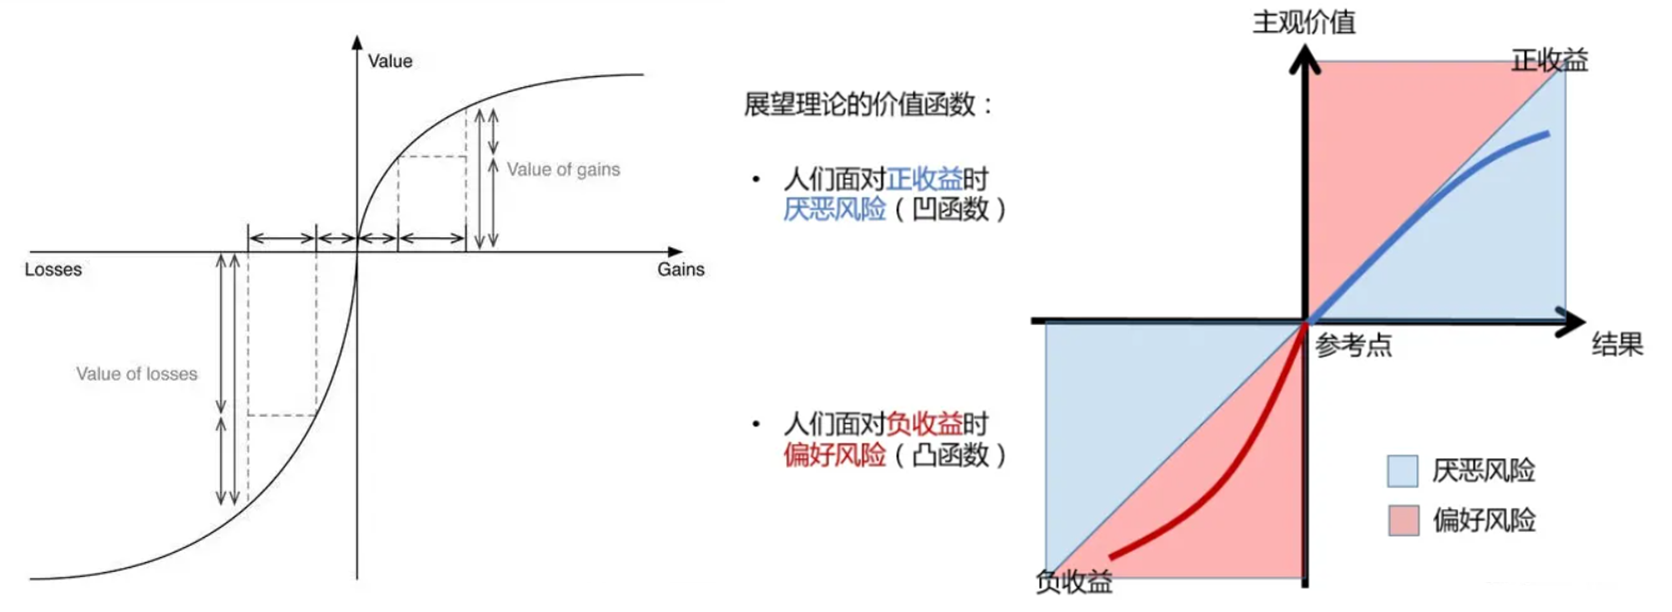 Value
Value of gains
Losses
Gains
Value of losses
展望理论的价值函数：
• 人们面对正收益时
厌恶风险（凹函数）
• 人们面对负收益时
偏好风险（凸函数）
主观价值
正收益
参考点
结果
厌恶风险
偏好风险
负收益